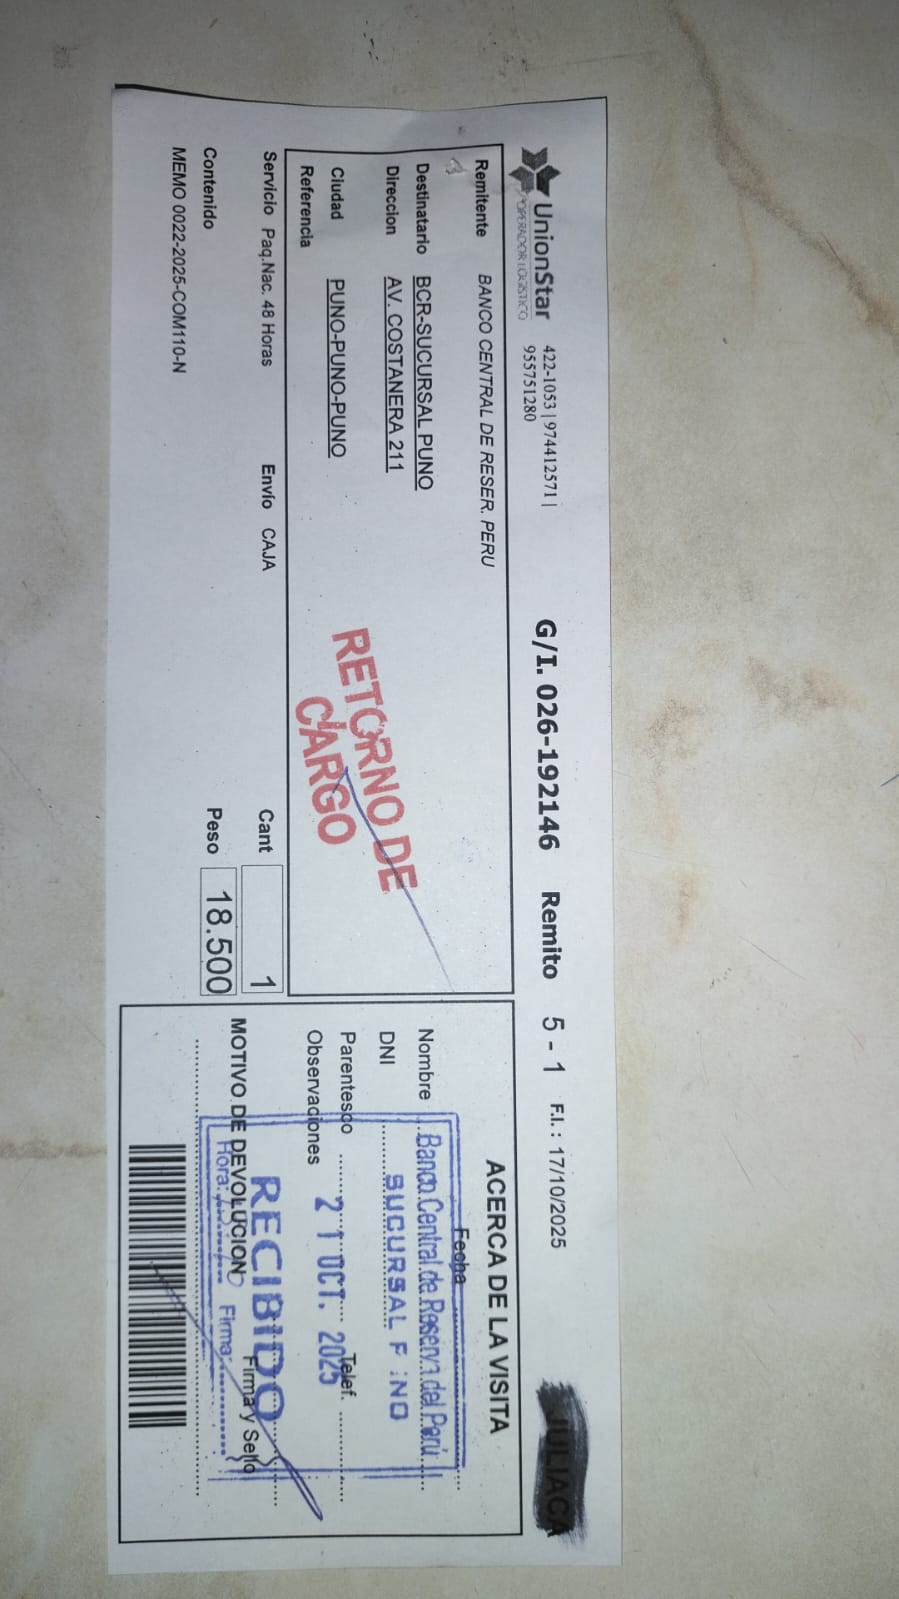 UnionStar
OPERADOR LOGISTICO
422-1053 | 974412571 |
955751280
G/I. 026-192146 Remito 5 - 1 F.I. : 17/10/2025
JULIACA
Remitente BANCO CENTRAL DE RESER. PERU
Destinatario BCR-SUCURSAL PUNO
Direccion AV. COSTANERA 211
Ciudad PUNO-PUNO-PUNO
Referencia
RETORNO DE
CARGO
Servicio Paq.Nac. 48 Horas Envío CAJA Cant 1
Contenido Peso 18.500
MEMO 0022-2025-COM110-N
ACERCA DE LA VISITA
Fecha
Nombre
DNI
Parentesco Telef.
Observaciones
Firma y Sello
MOTIVO DE DEVOLUCION
Banco Central de Reserva del Perú
SUCURSAL
21 OCT. 2025
RECIBIDO
Hora: Firma: